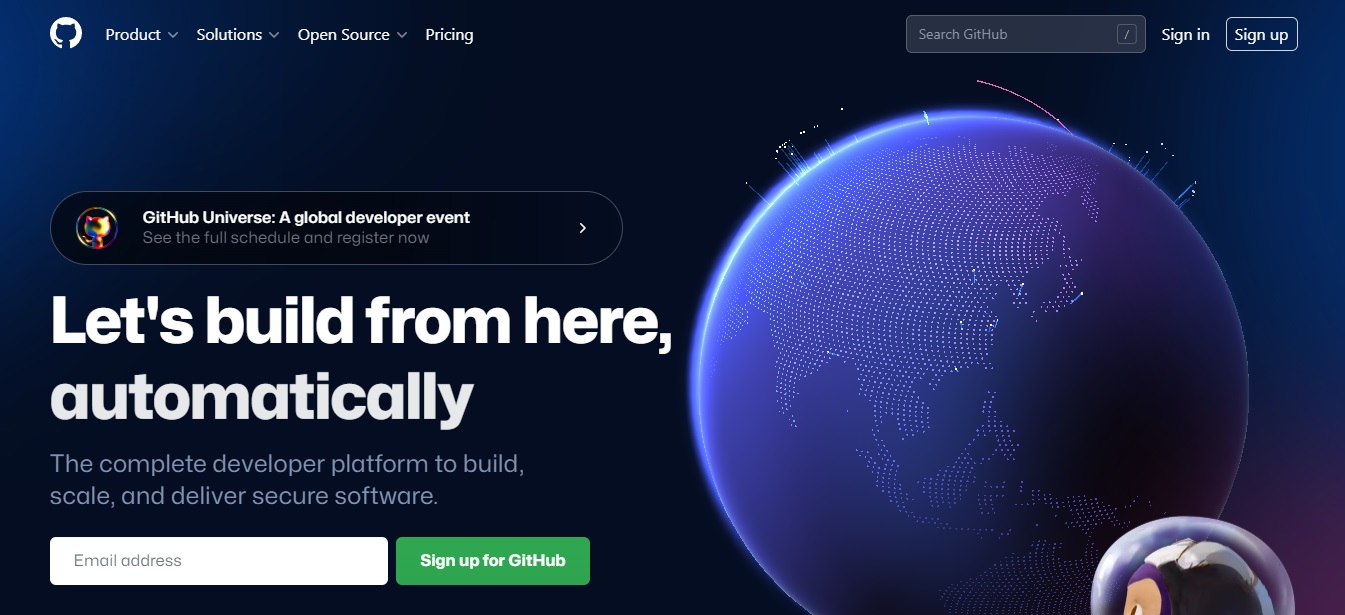 Product
Solutions
Open Source
Pricing
Search GitHub
/
Sign in
Sign up
GitHub Universe: A global developer event
See the full schedule and register now
Let's build from here,
automatically
The complete developer platform to build,
scale, and deliver secure software.
Email address
Sign up for GitHub